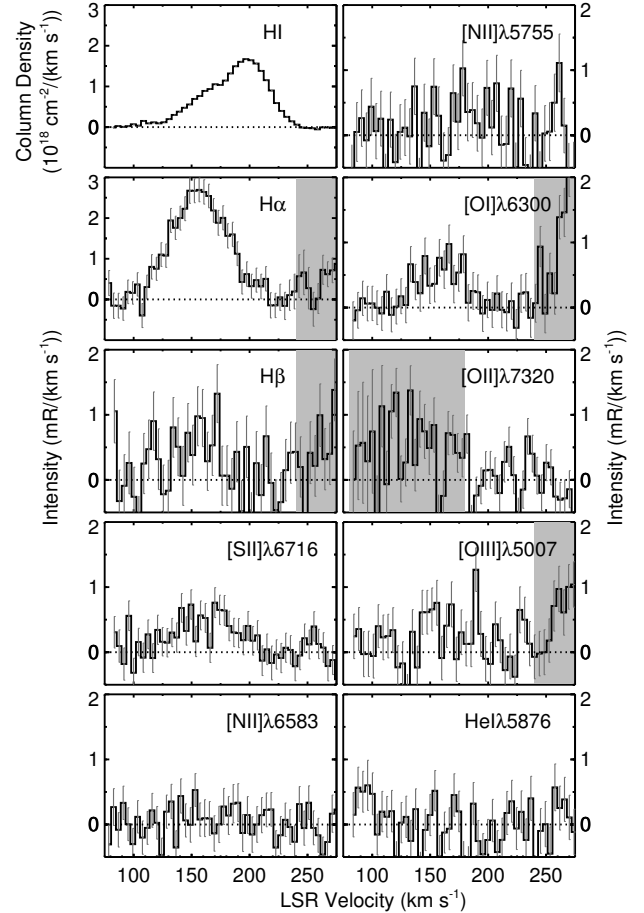 Column Density
(10¹⁸ cm⁻²/(km s⁻¹)
3
2
1
0
HI
[NII]λ5755
2
1
0
3
2
1
0
Hα
[OI]λ6300
2
1
0
Intensity (mR/(km s⁻¹)
2
1
0
Hβ
[OII]λ7320
2
1
0
Intensity (mR/(km s⁻¹)
2
1
0
[SII]λ6716
[OIII]λ5007
2
1
0
2
1
0
[NII]λ6583
HeIλ5876
2
1
0
100 150 200 250 100 150 200 250
LSR Velocity (km s⁻¹)